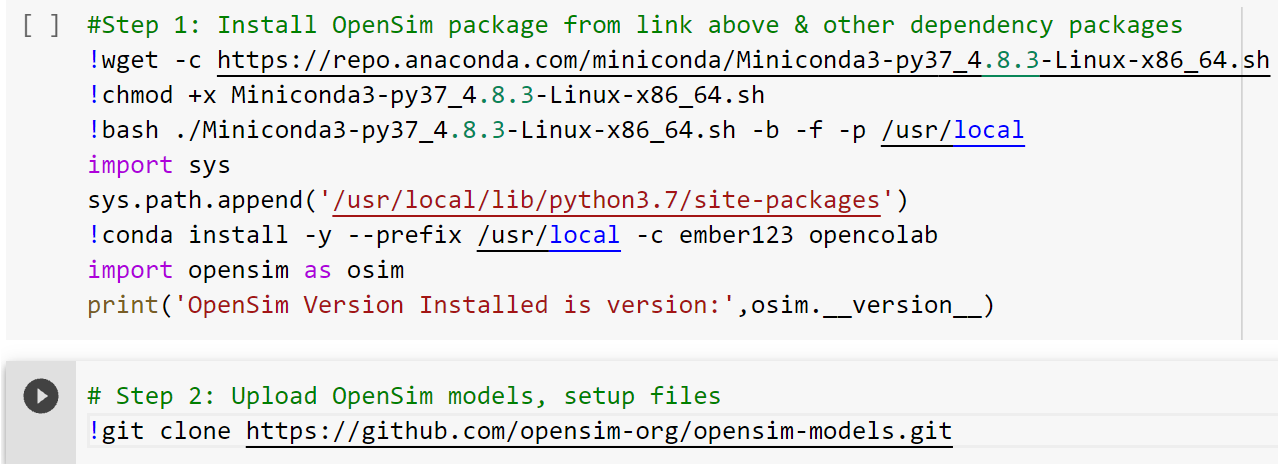 [ ] #Step 1: Install OpenSim package from link above & other dependency packages
!wget -c https://repo.anaconda.com/miniconda/Miniconda3-py37_4.8.3-Linux-x86_64.sh
!chmod +x Miniconda3-py37_4.8.3-Linux-x86_64.sh
!bash ./Miniconda3-py37_4.8.3-Linux-x86_64.sh -b -f -p /usr/local
import sys
sys.path.append('/usr/local/lib/python3.7/site-packages')
!conda install -y --prefix /usr/local -c ember123 opencolab
import opensim as osim
print('OpenSim Version Installed is version:',osim.__version__)
# Step 2: Upload OpenSim models, setup files
!git clone https://github.com/opensim-org/opensim-models.git